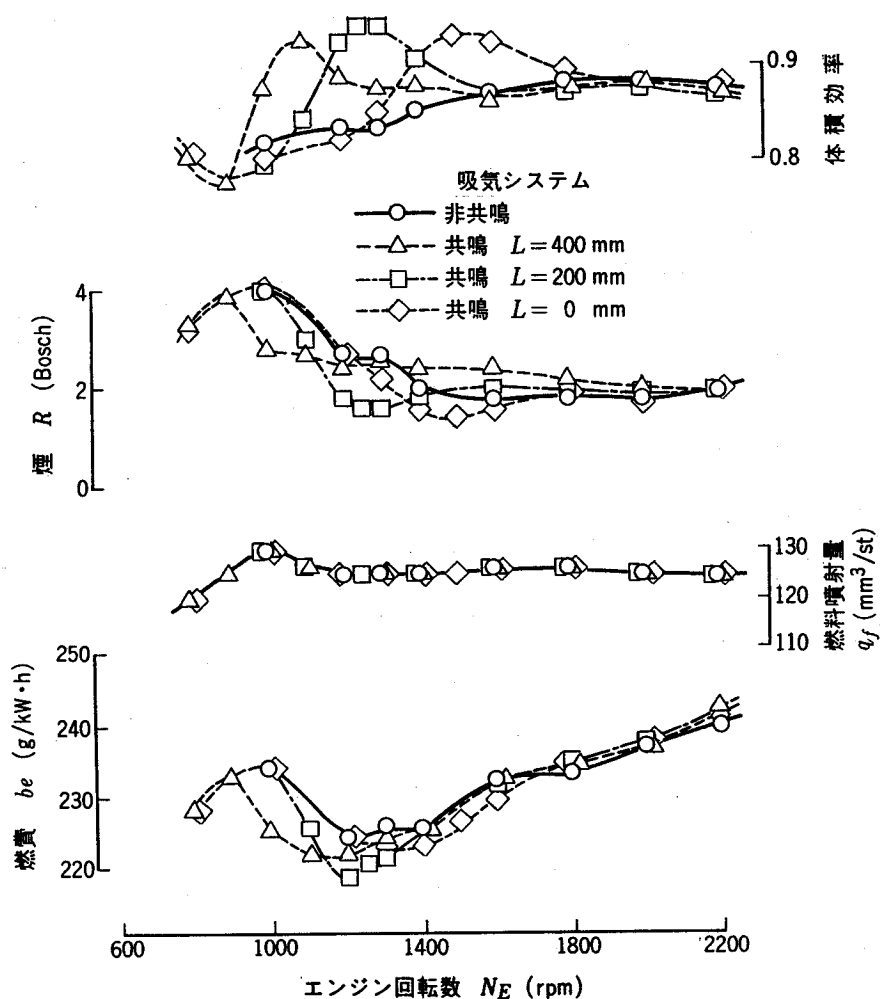 0.9
0.8
体積効率
吸気システム
非共鳴
共鳴 L=400 mm
共鳴 L=200 mm
共鳴 L= 0 mm
4
2
0
煙 R (Bosch)
130
120
110
燃料噴射量
qf (mm³/st)
250
240
230
220
燃費 be (g/kW·h)
600 1000 1400 1800 2200
エンジン回転数 NE (rpm)